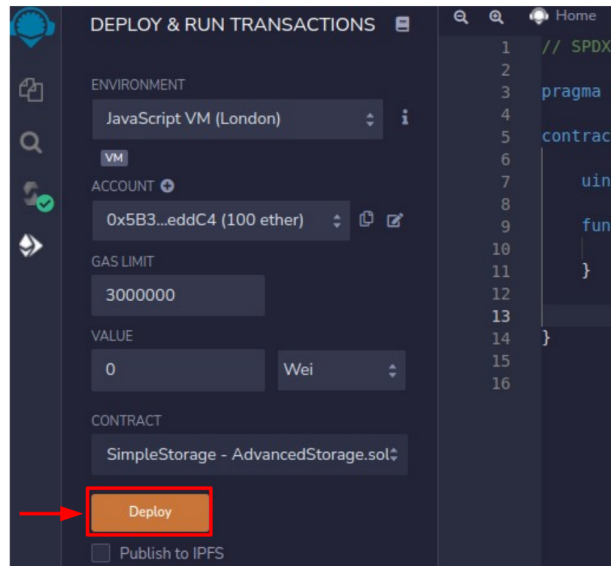 DEPLOY & RUN TRANSACTIONS
ENVIRONMENT
JavaScript VM (London)
VM
ACCOUNT
0x5B3...eddC4 (100 ether)
GAS LIMIT
3000000
VALUE
0 Wei
CONTRACT
SimpleStorage - AdvancedStorage.sol
Deploy
Publish to IPFS
Home
1 // SPDX
2
3 pragma
4
5 contrac
6
7 uin
8
9 fun
10
11 }
12
13
14 }
15
16